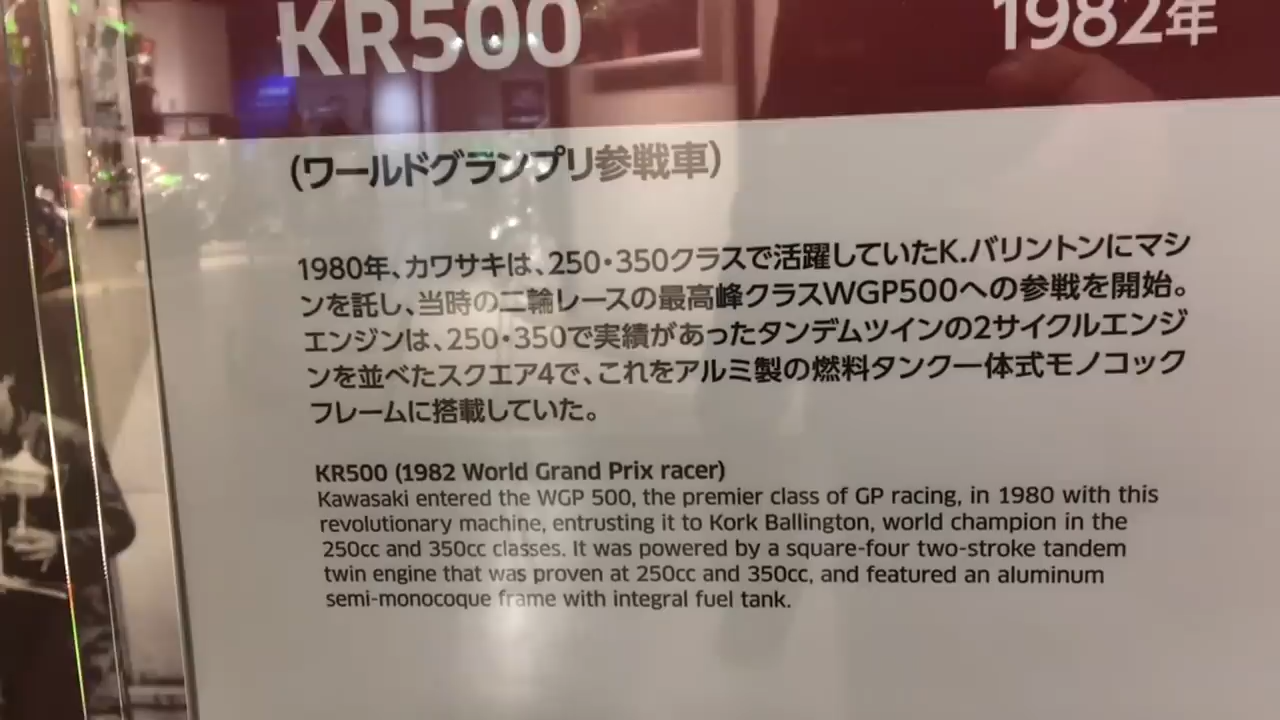 KR500 1982年
(ワールドグランプリ参戦車)
1980年、カワサキは、250・350クラスで活躍していたK.バリントンにマシ
ンを託し、当時の二輪レースの最高峰クラスWGP500への参戦を開始。
エンジンは、250・350で実績があったタンデムツインの2サイクルエンジ
ンを並べたスクエア4で、これをアルミ製の燃料タンク一体式モノコック
フレームに搭載していた。
KR500 (1982 World Grand Prix racer)
Kawasaki entered the WGP 500, the premier class of GP racing, in 1980 with this
revolutionary machine, entrusting it to Kork Ballington, world champion in the
250cc and 350cc classes. It was powered by a square-four two-stroke tandem
twin engine that was proven at 250cc and 350cc, and featured an aluminum
semi-monocoque frame with integral fuel tank.